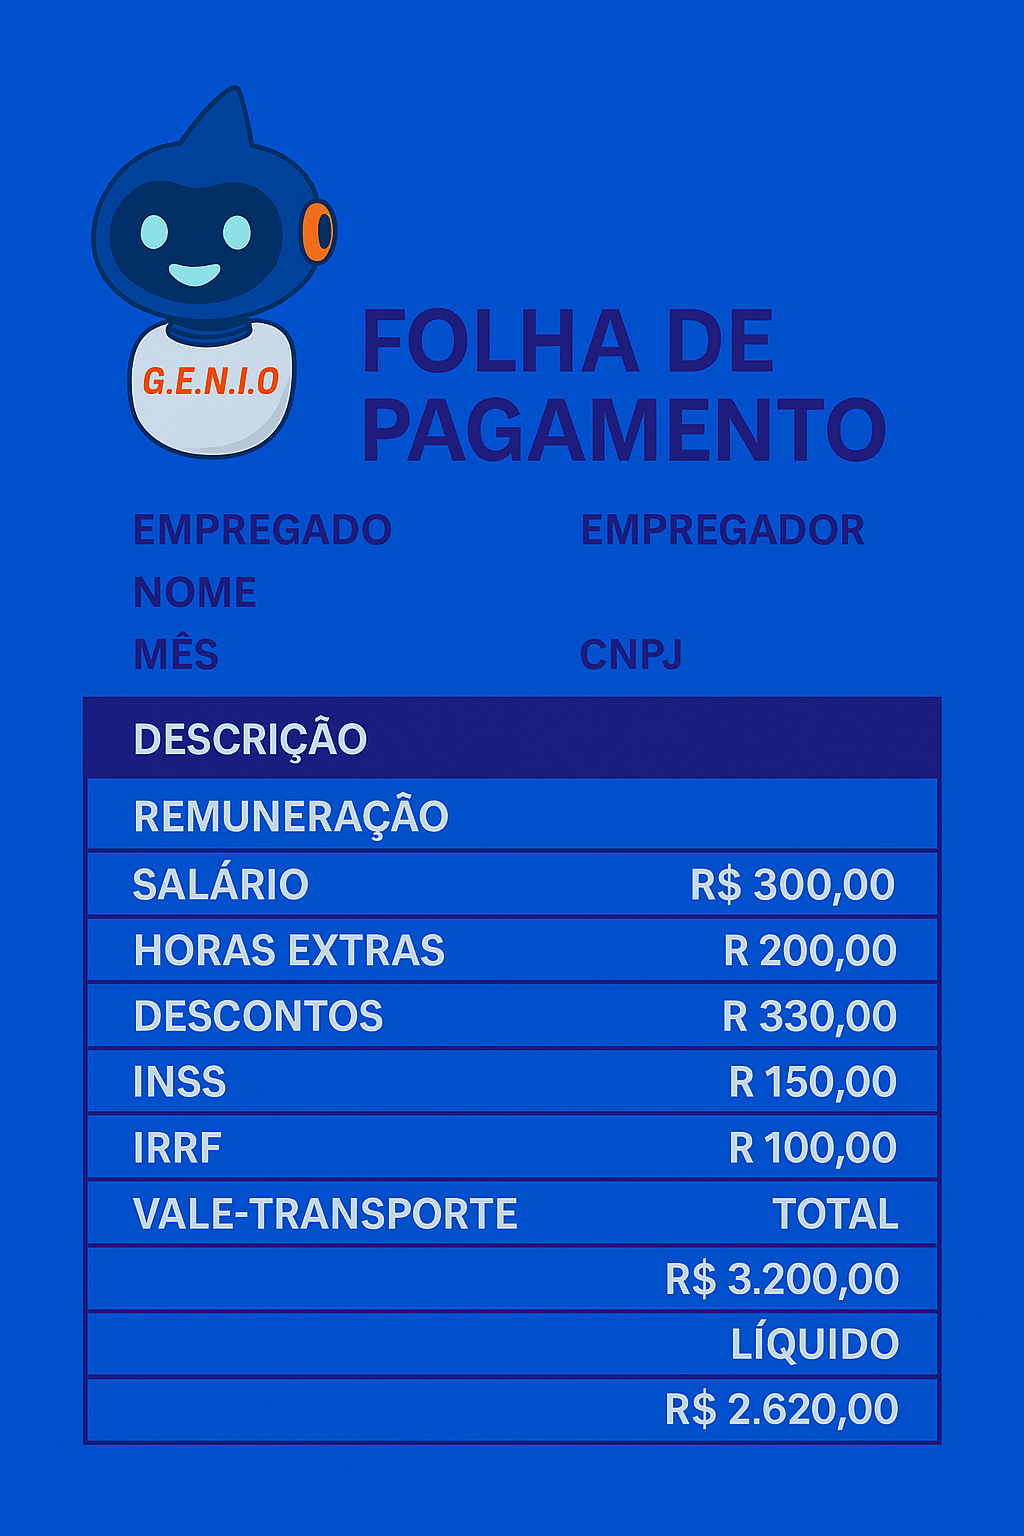 G.E.N.I.O
FOLHA DE
PAGAMENTO
EMPREGADO EMPREGADOR
NOME
MÊS CNPJ
DESCRIÇÃO
REMUNERAÇÃO
SALÁRIO R$ 300,00
HORAS EXTRAS R 200,00
DESCONTOS R 330,00
INSS R 150,00
IRRF R 100,00
VALE-TRANSPORTE TOTAL
R$ 3.200,00
LÍQUIDO
R$ 2.620,00